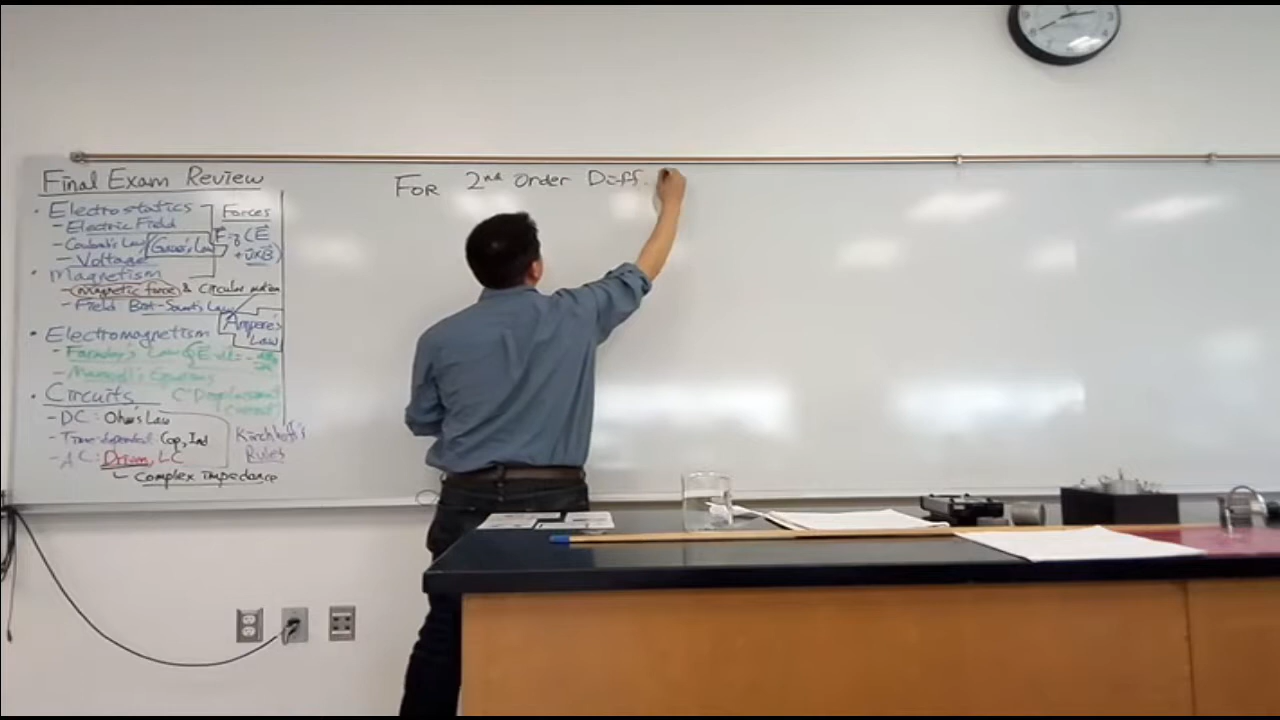 Final Exam Review
• Electrostatics
- Electric Field
- Coulomb's Law Gauss's Law
- Voltage
Forces
F = q(E
+ v×B)
• Magnetism
- Magnetic force & Circular motion
- Field Biot-Savart's Law
Ampere's
Law
• Electromagnetism
- Faraday's Law
- Maxwell's Equations
Displacement
Current
• Circuits
- DC: Ohm's Law
- Time-dependent Cap, Ind
- AC: Driven, LC
Complex impedance
Kirchhoff's
Rules
FOR 2nd Order Diff.